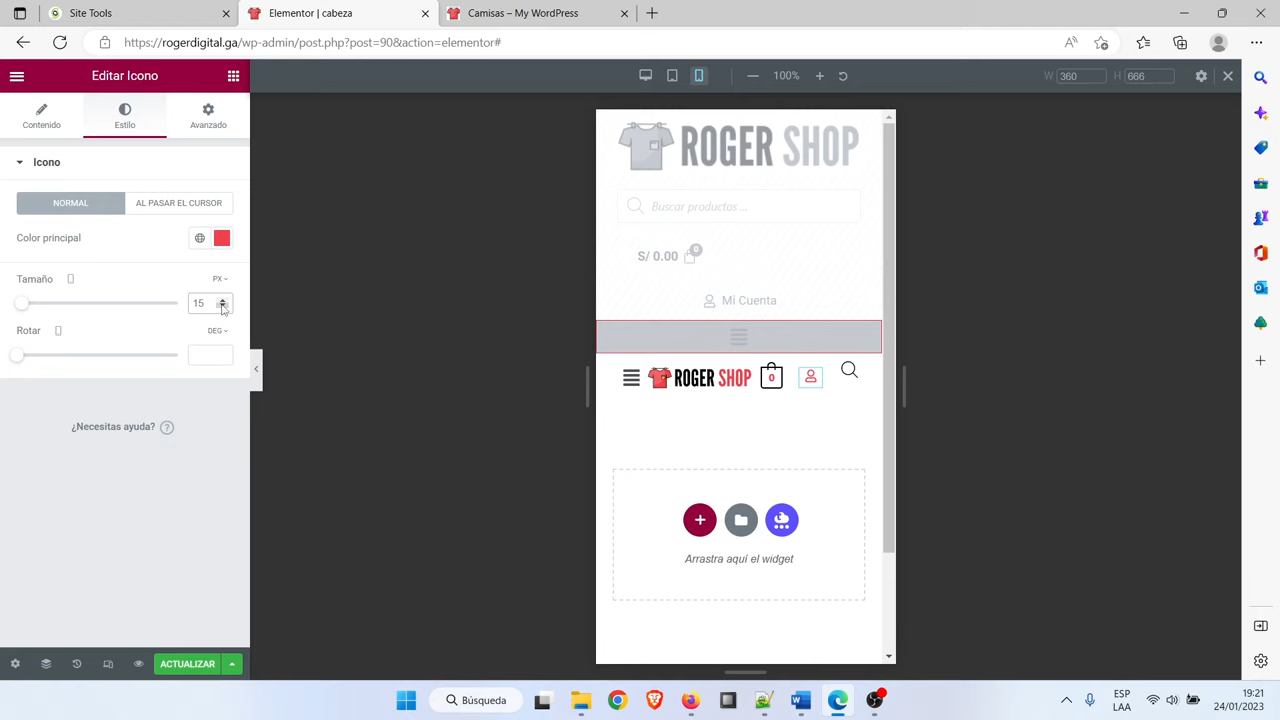 Site Tools
Elementor | cabeza
Camisas – My WordPress
https://rogerdigital.ga/wp-admin/post.php?post=90&action=elementor#
Editar Icono
100%
W 360
H 666
Contenido
Estilo
Avanzado
Icono
NORMAL
AL PASAR EL CURSOR
Color principal
Tamaño
PX
15
Rotar
DEG
¿Necesitas ayuda?
ACTUALIZAR
ROGER SHOP
Buscar productos ...
S/ 0.00
0
Mi Cuenta
ROGER SHOP
0
Arrastra aquí el widget
Búsqueda
ESP
LAA
19:21
24/01/2023